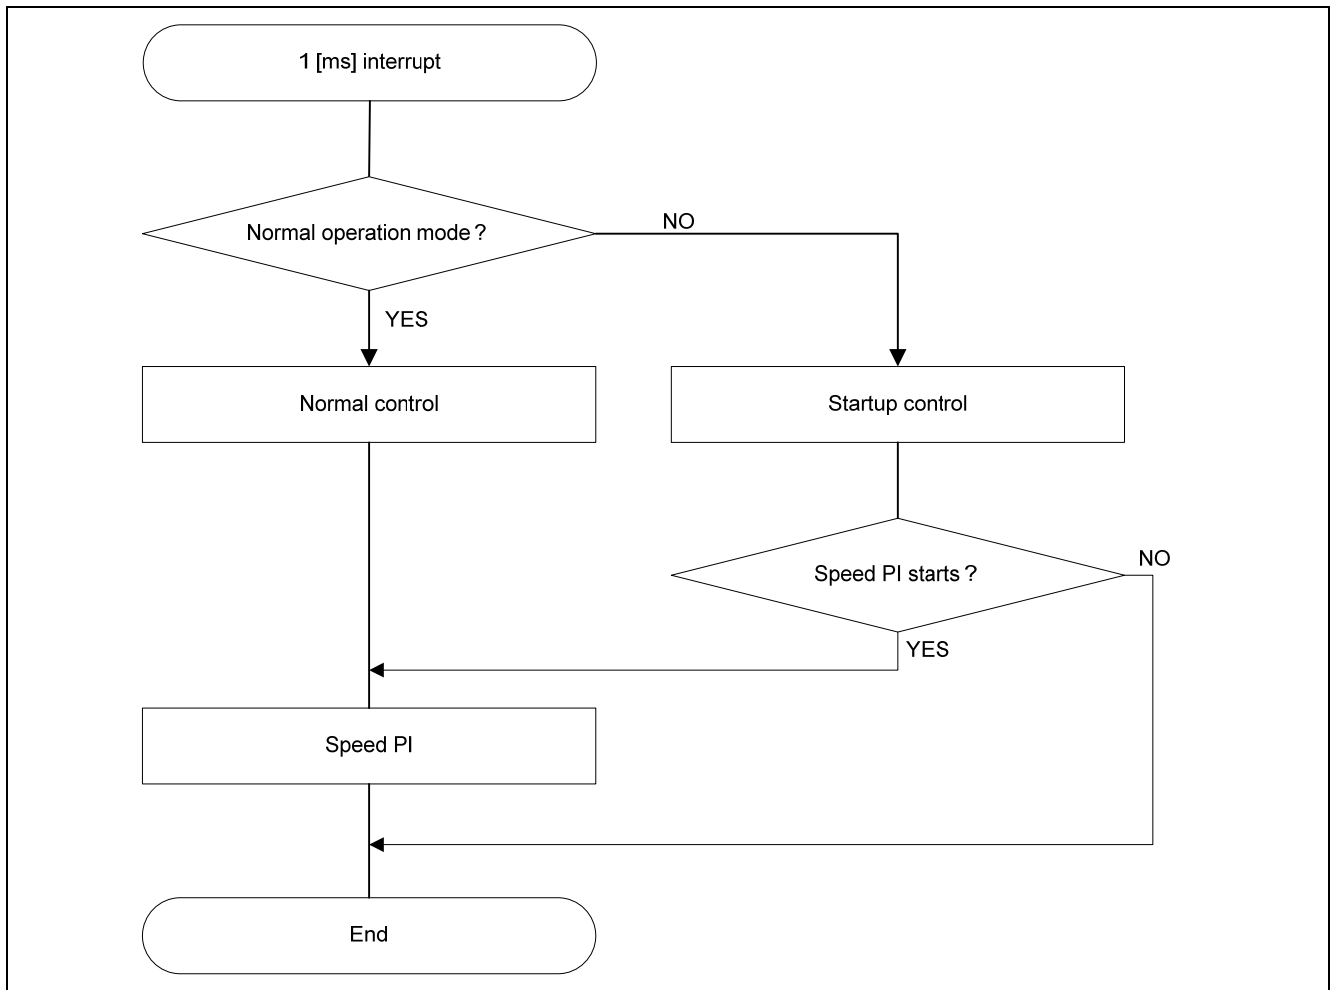 1 [ms] interrupt
Normal operation mode?
NO
YES
Normal control
Startup control
Speed PI starts?
NO
YES
Speed PI
End